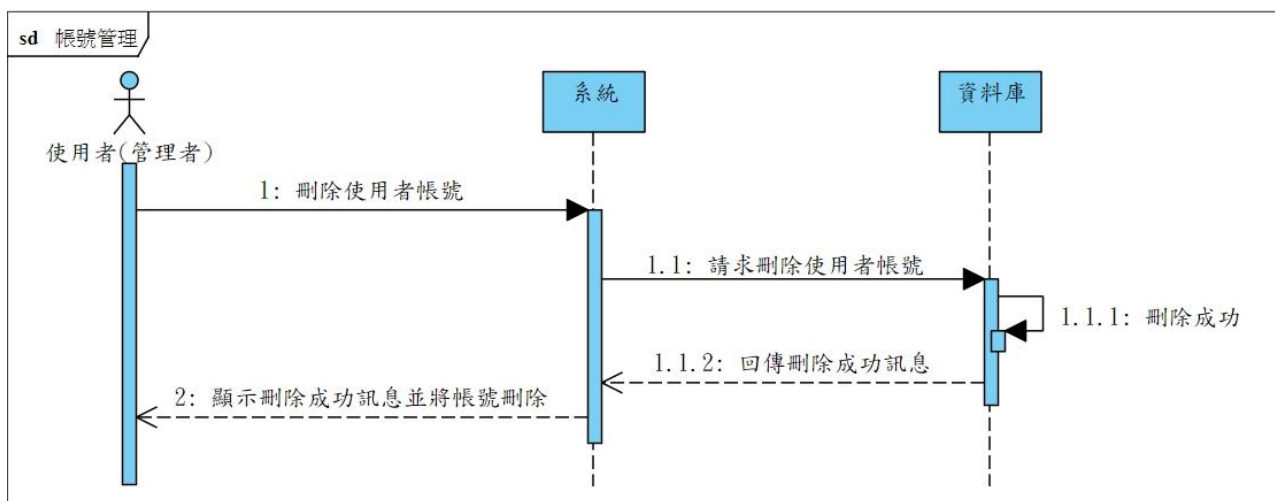 sd 帳號管理
系統
資料庫
使用者(管理者)
1: 刪除使用者帳號
1.1: 請求刪除使用者帳號
1.1.1: 刪除成功
1.1.2: 回傳刪除成功訊息
2: 顯示刪除成功訊息並將帳號刪除